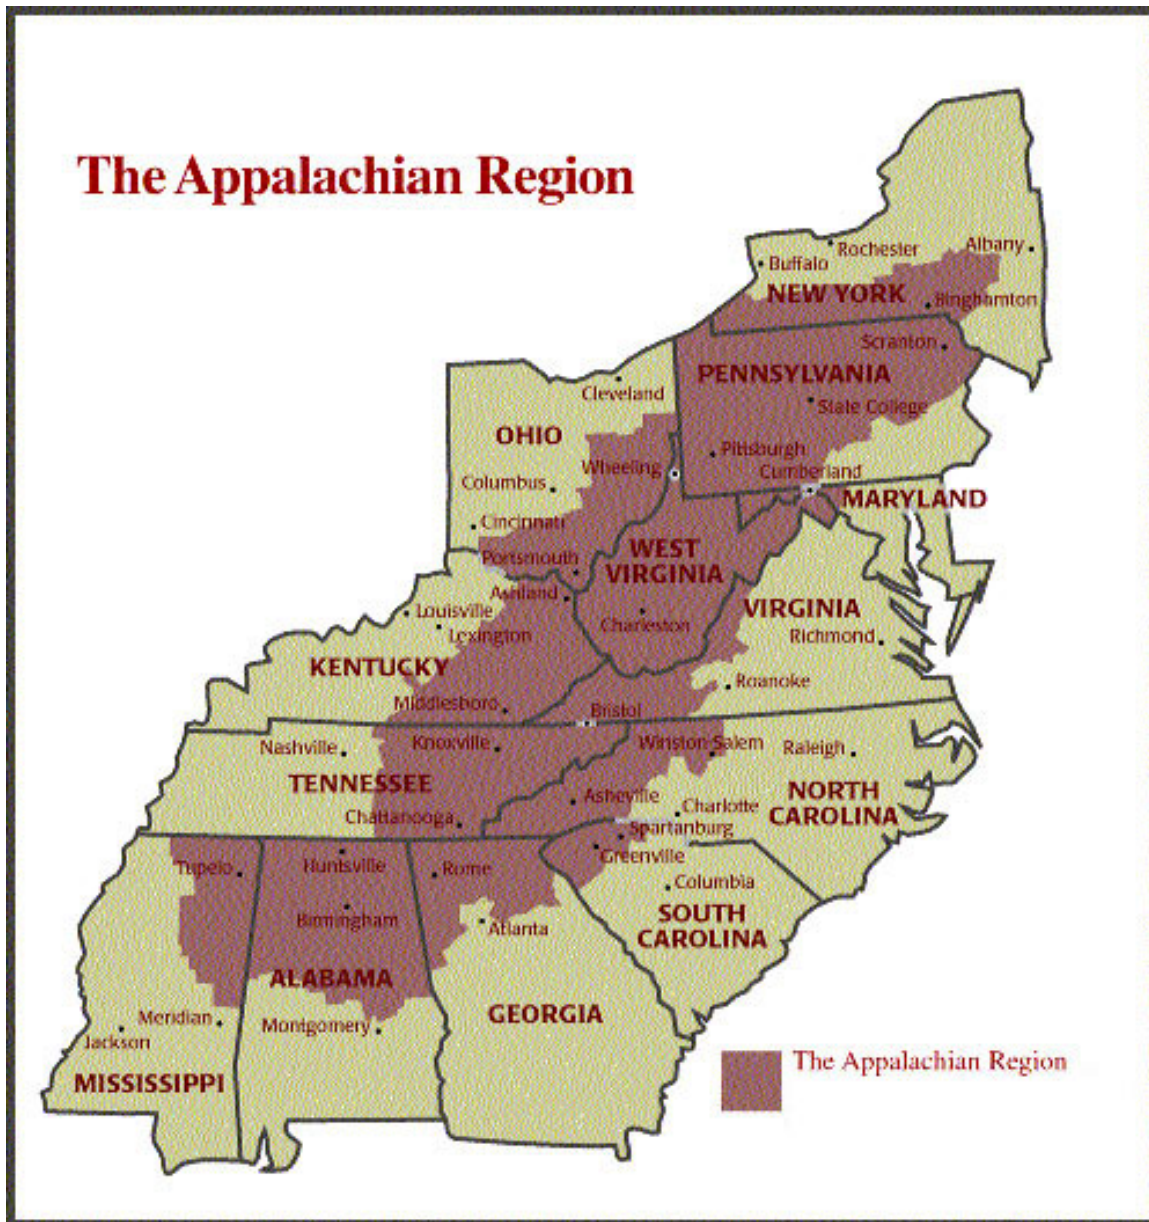 The Appalachian Region
Rochester
Albany
Buffalo
NEW YORK
Binghamton
Scranton
PENNSYLVANIA
Cleveland
State College
OHIO
Pittsburgh
Wheeling
Cumberland
Columbus
MARYLAND
Cincinnati
WEST
VIRGINIA
Portsmouth
Ashland
VIRGINIA
Louisville
Charleston
Lexington
Richmond
KENTUCKY
Roanoke
Middlesboro
Bristol
Nashville
Knoxville
Winston-Salem
Raleigh
TENNESSEE
NORTH
CAROLINA
Asheville
Charlotte
Chattanooga
Spartanburg
Greenville
Tupelo
Huntsville
Rome
Columbia
Birmingham
Atlanta
SOUTH
CAROLINA
ALABAMA
GEORGIA
Meridian
Montgomery
Jackson
MISSISSIPPI
The Appalachian Region